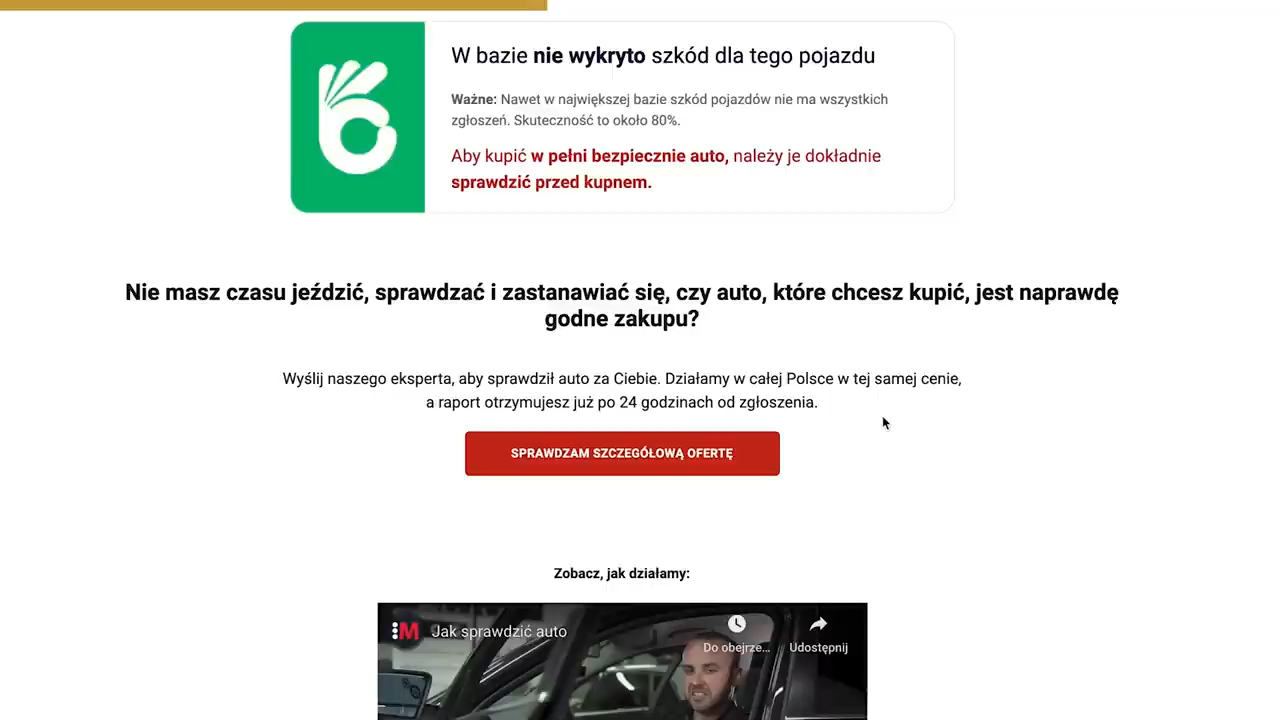 W bazie nie wykryto szkód dla tego pojazdu
Ważne: Nawet w największej bazie szkód pojazdów nie ma wszystkich
zgłoszeń. Skuteczność to około 80%.
Aby kupić w pełni bezpiecznie auto, należy je dokładnie
sprawdzić przed kupnem.
Nie masz czasu jeździć, sprawdzać i zastanawiać się, czy auto, które chcesz kupić, jest naprawdę
godne zakupu?
Wyślij naszego eksperta, aby sprawdził auto za Ciebie. Działamy w całej Polsce w tej samej cenie,
a raport otrzymujesz już po 24 godzinach od zgłoszenia.
SPRAWDZAM SZCZEGÓŁOWĄ OFERTĘ
Zobacz, jak działamy:
M Jak sprawdzić auto
Do obejrze... Udostępnij